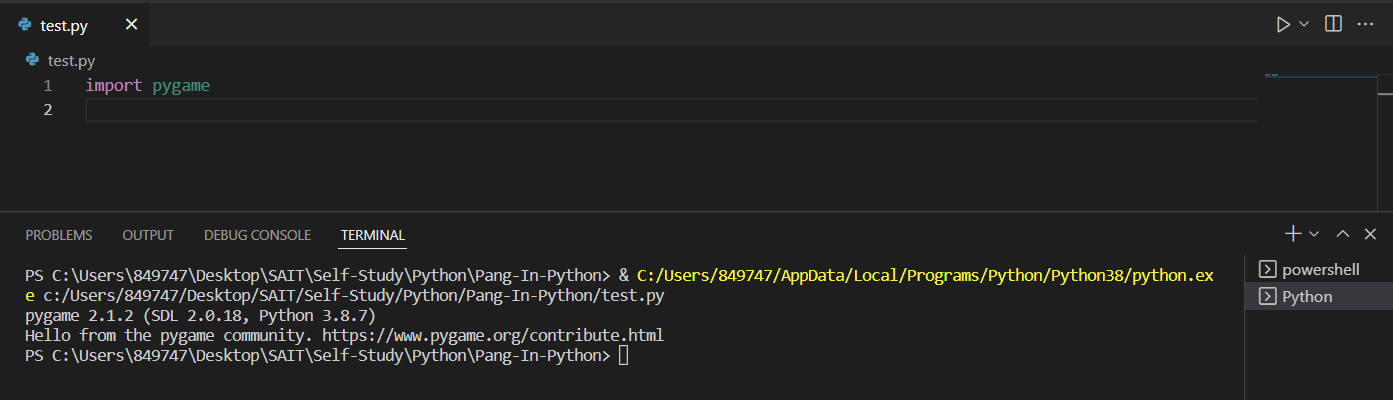 test.py
test.py
1 import pygame
2
PROBLEMS OUTPUT DEBUG CONSOLE TERMINAL
PS C:\Users\849747\Desktop\SAIT\Self-Study\Python\Pang-In-Python> & C:/Users/849747/AppData/Local/Programs/Python/Python38/python.ex
e c:/Users/849747/Desktop/SAIT/Self-Study/Python/Pang-In-Python/test.py
pygame 2.1.2 (SDL 2.0.18, Python 3.8.7)
Hello from the pygame community. https://www.pygame.org/contribute.html
PS C:\Users\849747\Desktop\SAIT\Self-Study\Python\Pang-In-Python>
powershell
Python